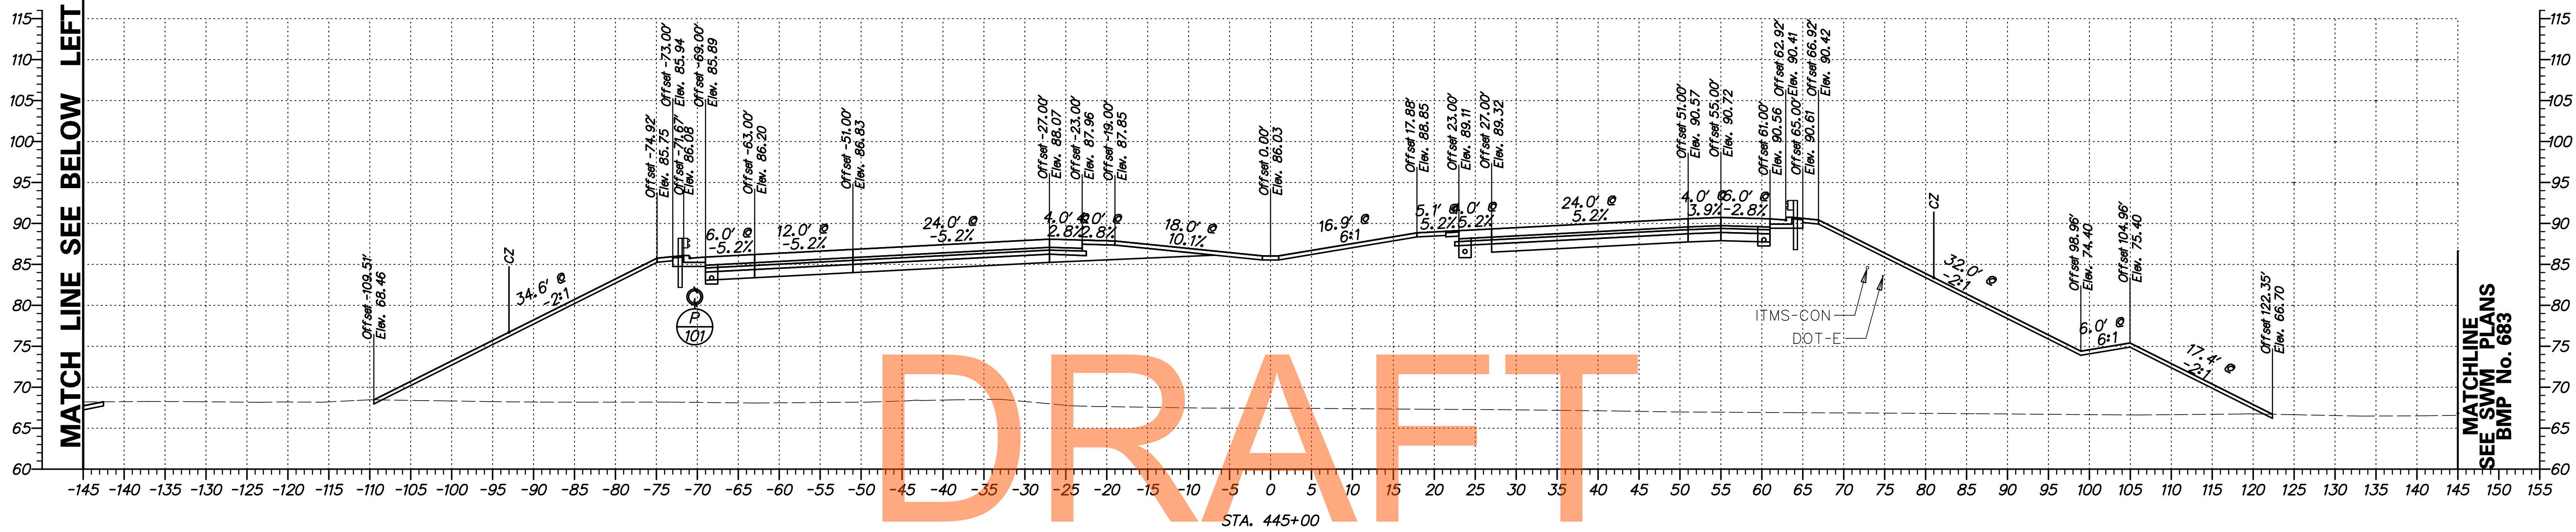 MATCH LINE SEE BELOW LEFT
115
110
105
100
95
90
85
80
75
70
65
60
Offset -109.51'
Elev. 68.46
CZ
34.6' @
-2:1
Offset -74.92'
Elev. 85.75
Offset -73.00'
Elev. 85.94
Offset -71.67'
Elev. 86.08
Offset -69.00'
Elev. 85.89
P
101
6.0' @
-5.2%
Offset -63.00'
Elev. 86.20
12.0' @
-5.2%
Offset -51.00'
Elev. 86.83
24.0' @
-5.2%
Offset -27.00'
Elev. 88.07
4.0' @
2.8%
Offset -23.00'
Elev. 87.96
4.0' @
2.8%
Offset -19.00'
Elev. 87.85
18.0' @
10.1%
Offset 0.00'
Elev. 86.03
16.9' @
6:1
Offset 17.88'
Elev. 88.85
5.1' @
5.2%
Offset 23.00'
Elev. 89.11
4.0' @
5.2%
Offset 27.00'
Elev. 89.32
24.0' @
5.2%
Offset 51.00'
Elev. 90.57
4.0' @
3.9%
Offset 55.00'
Elev. 90.72
6.0' @
-2.8%
Offset 61.00'
Elev. 90.56
Offset 62.92'
Elev. 90.41
Offset 65.00'
Elev. 90.61
Offset 66.92'
Elev. 90.42
ITMS-CON
DOT-E
CZ
32.0' @
-2:1
Offset 98.96'
Elev. 74.40
6.0' @
6:1
Offset 104.96'
Elev. 75.40
17.4' @
-2:1
Offset 122.35'
Elev. 66.70
MATCHLINE
SEE SWM PLANS
BMP No. 683
115
110
105
100
95
90
85
80
75
70
65
60
DRAFT
-145 -140 -135 -130 -125 -120 -115 -110 -105 -100 -95 -90 -85 -80 -75 -70 -65 -60 -55 -50 -45 -40 -35 -30 -25 -20 -15 -10 -5 0 5 10 15 20 25 30 35 40 45 50 55 60 65 70 75 80 85 90 95 100 105 110 115 120 125 130 135 140 145 150 155
STA. 445+00